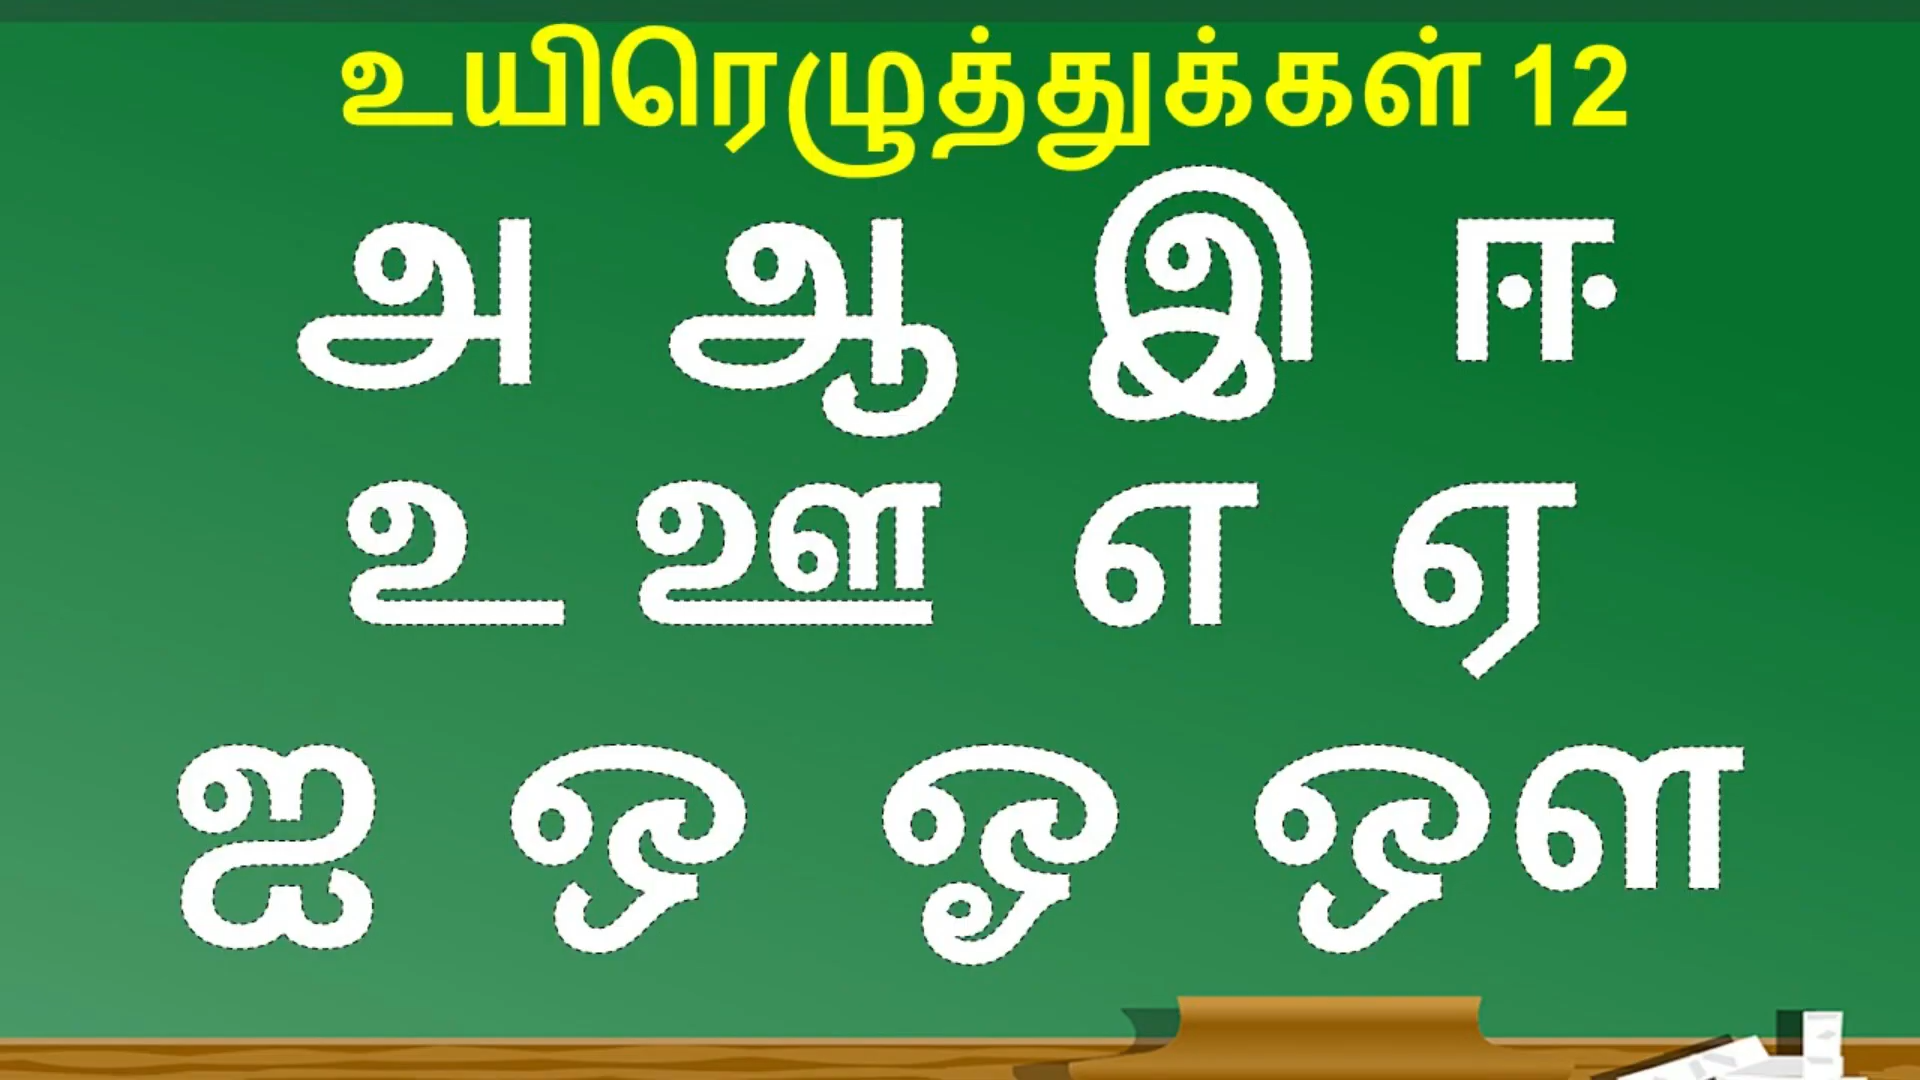 உயிரெழுத்துக்கள் 12
அ ஆ இ ஈ
உ ஊ எ ஏ
ஐ ஒ ஓ ஔ